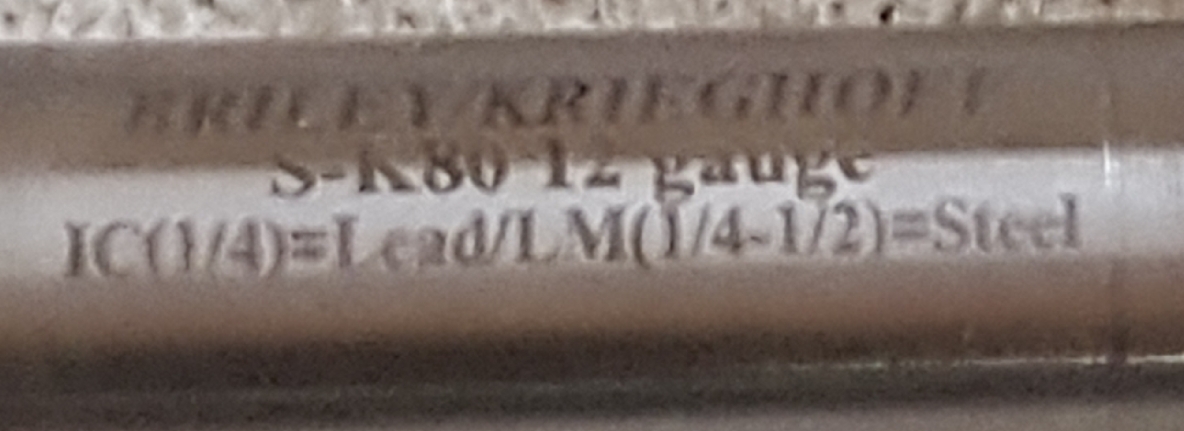 BRILEY/KRIEGHOFF
S-K80 12 gauge
IC(1/4)=Lead/LM(1/4-1/2)=Steel